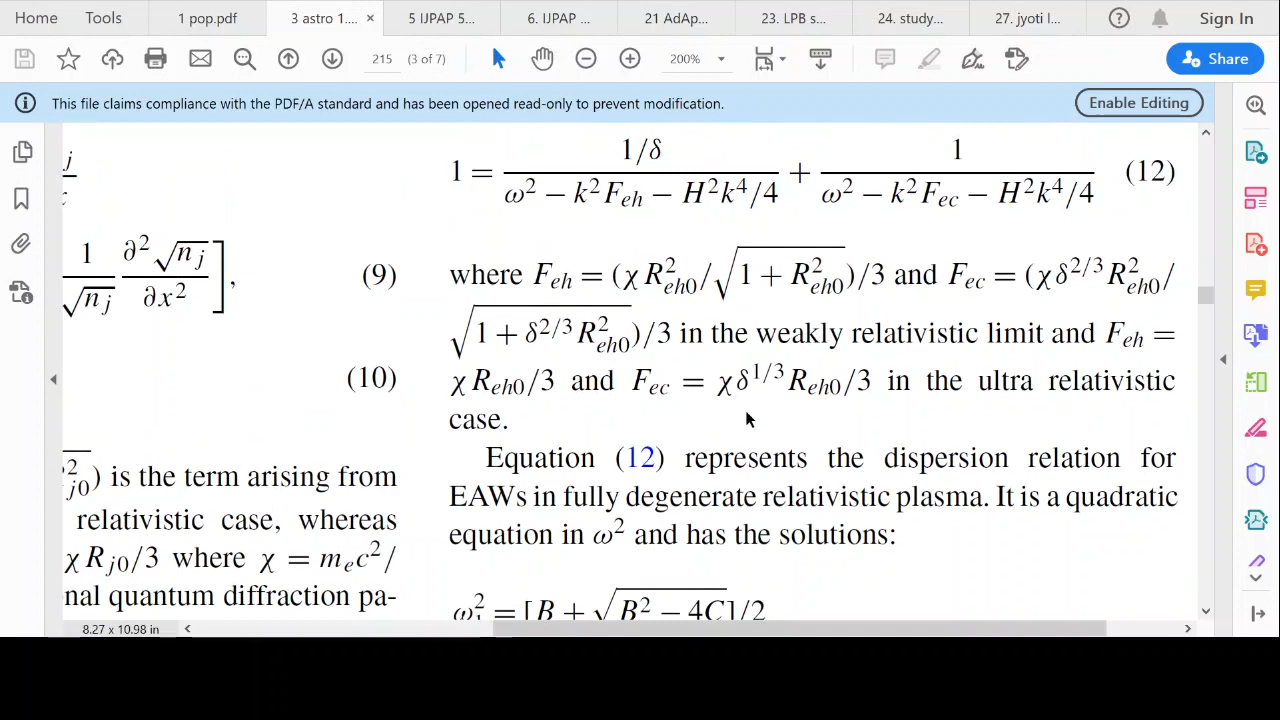 Home Tools 1 pop.pdf 3 astro 1.... × 5 IJPAP 5... 6. IJPAP ... 21 AdAp... 23. LPB s... 24. study... 27. jyoti I... Sign In
215 (3 of 7) 200% Share
This file claims compliance with the PDF/A standard and has been opened read-only to prevent modification. Enable Editing
1 = (1/δ)/(ω² − k²F_eh − H²k⁴/4) + 1/(ω² − k²F_ec − H²k⁴/4) (12)
1/√n_j ∂²√n_j/∂x² ], (9)
(10)
²_j0) is the term arising from
relativistic case, whereas
χR_j0/3 where χ = m_e c²/
nal quantum diffraction pa-
where F_eh = (χR²_eh0/√(1 + R²_eh0))/3 and F_ec = (χδ^{2/3}R²_eh0/
√(1 + δ^{2/3}R²_eh0))/3 in the weakly relativistic limit and F_eh =
χR_eh0/3 and F_ec = χδ^{1/3}R_eh0/3 in the ultra relativistic
case.
Equation (12) represents the dispersion relation for
EAWs in fully degenerate relativistic plasma. It is a quadratic
equation in ω² and has the solutions:
ω₁² = [B + √(B² − 4C)]/2
8.27 x 10.98 in